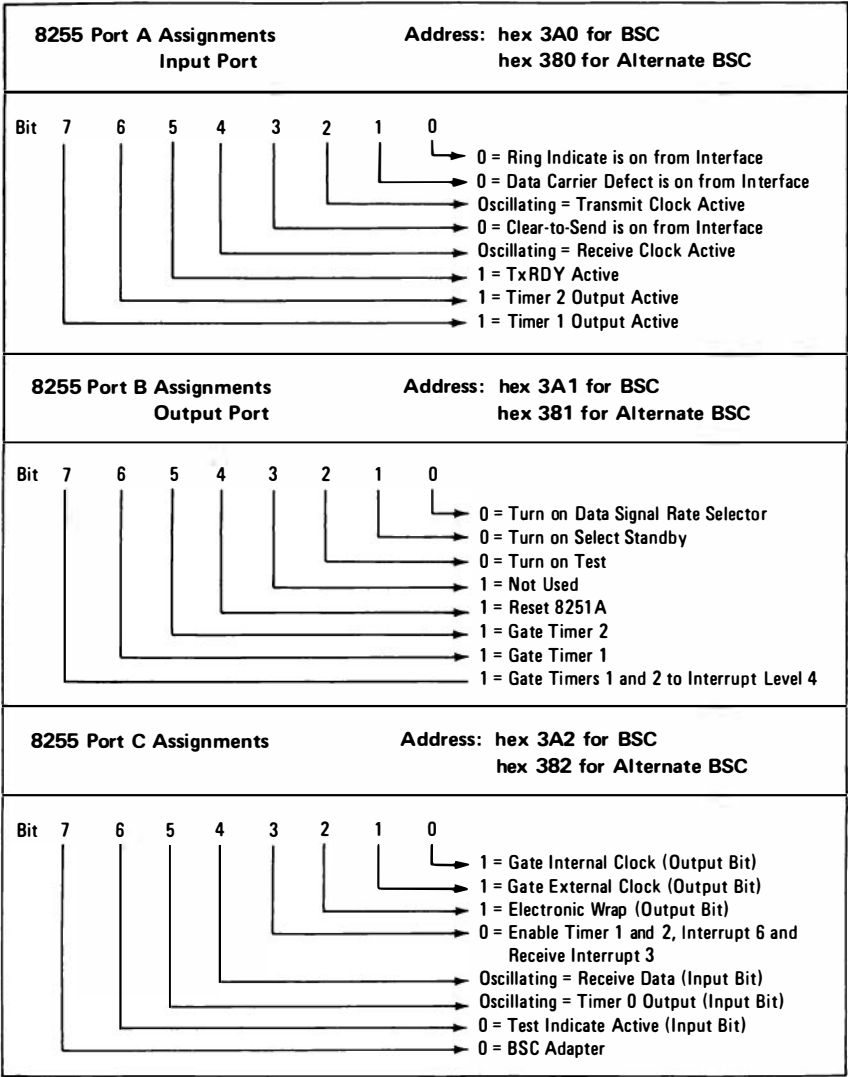 8255 Port A Assignments Address: hex 3A0 for BSC
Input Port hex 380 for Alternate BSC
Bit 7 6 5 4 3 2 1 0
0 = Ring Indicate is on from Interface
0 = Data Carrier Defect is on from Interface
Oscillating = Transmit Clock Active
0 = Clear-to-Send is on from Interface
Oscillating = Receive Clock Active
1 = TxRDY Active
1 = Timer 2 Output Active
1 = Timer 1 Output Active
8255 Port B Assignments Address: hex 3A1 for BSC
Output Port hex 381 for Alternate BSC
Bit 7 6 5 4 3 2 1 0
0 = Turn on Data Signal Rate Selector
0 = Turn on Select Standby
0 = Turn on Test
1 = Not Used
1 = Reset 8251A
1 = Gate Timer 2
1 = Gate Timer 1
1 = Gate Timers 1 and 2 to Interrupt Level 4
8255 Port C Assignments Address: hex 3A2 for BSC
hex 382 for Alternate BSC
Bit 7 6 5 4 3 2 1 0
1 = Gate Internal Clock (Output Bit)
1 = Gate External Clock (Output Bit)
1 = Electronic Wrap (Output Bit)
0 = Enable Timer 1 and 2, Interrupt 6 and
Receive Interrupt 3
Oscillating = Receive Data (Input Bit)
Oscillating = Timer 0 Output (Input Bit)
0 = Test Indicate Active (Input Bit)
0 = BSC Adapter